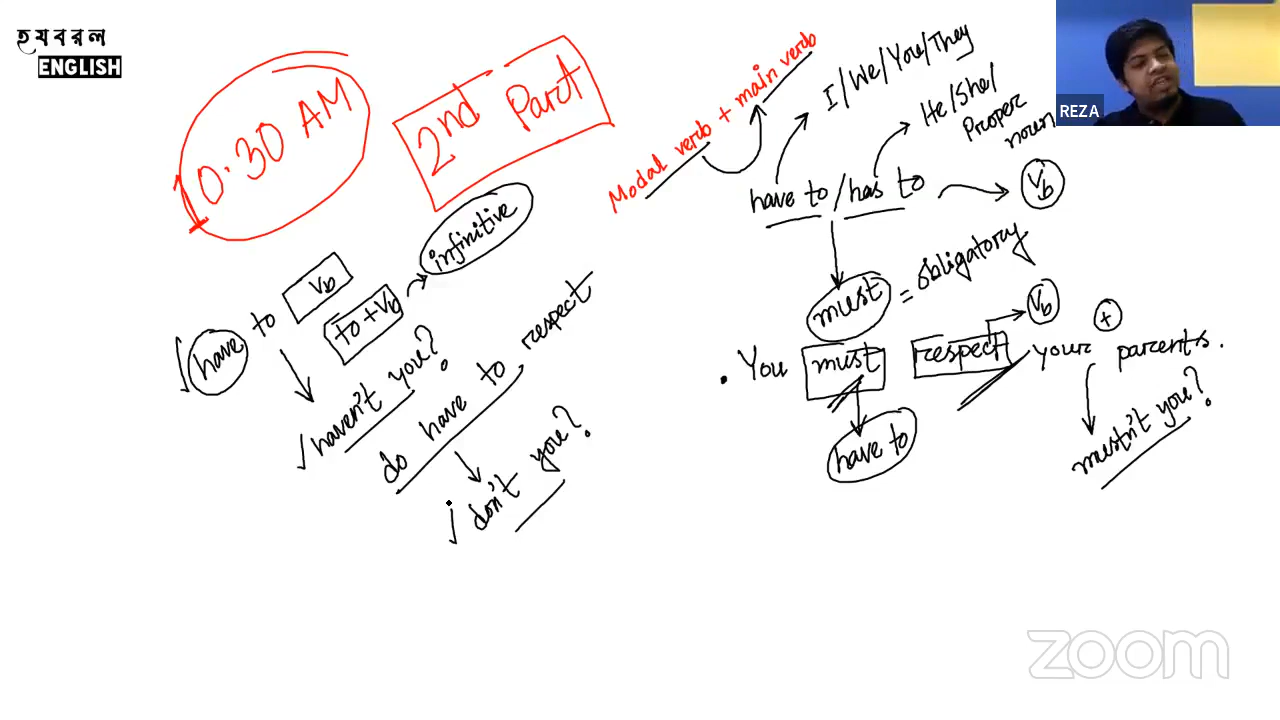 হযবরল
ENGLISH
10.30 AM
2nd Part
Modal verb + main verb
I/We/You/They
He/She/
Proper
noun
REZA
have to / has to
Vb
infinitive
must = obligatory
Vb
to + Vb
have to
Vb
+
You must respect your parents.
haven't you?
do have to respect
have to
mustn't you?
don't you?
zoom